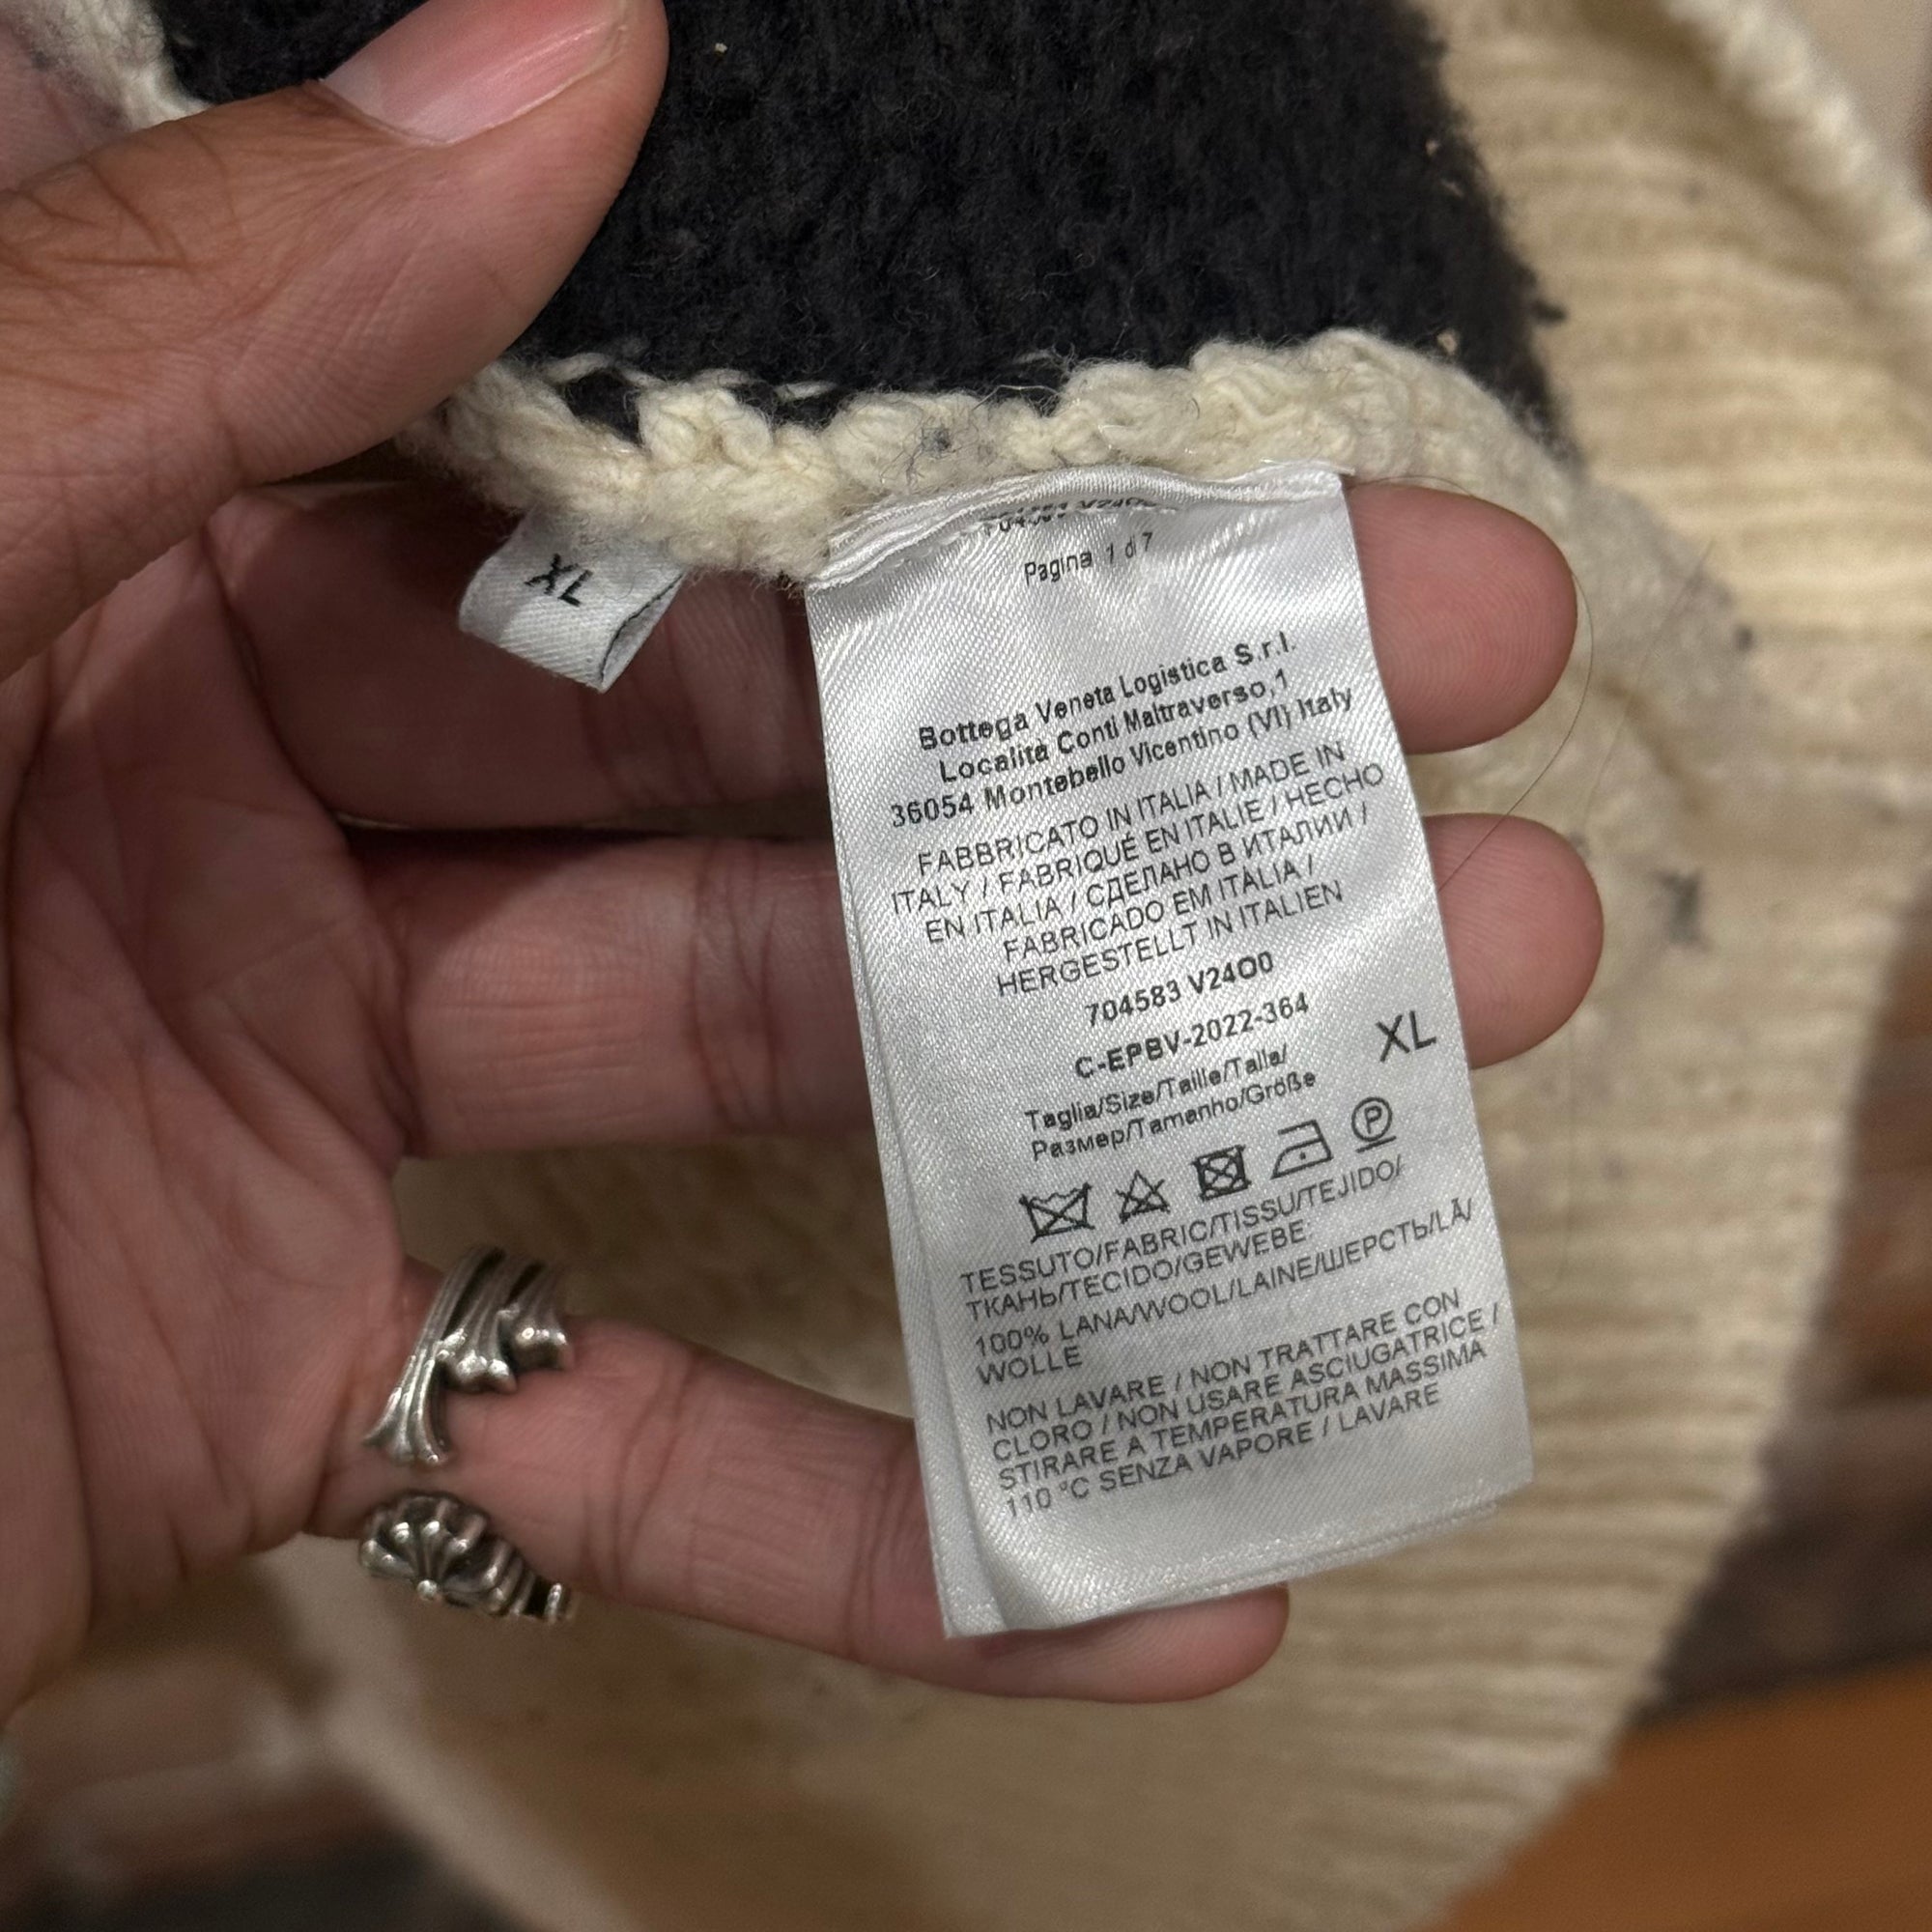 XL
704583 V24O0
Pagina 1 di 7
Bottega Veneta Logistica S.r.l.
Localita Conti Maltraverso,1
36054 Montebello Vicentino (VI) Italy
FABBRICATO IN ITALIA / MADE IN
ITALY / FABRIQUÉ EN ITALIE / HECHO
EN ITALIA / СДЕЛАНО В ИТАЛИИ /
FABRICADO EM ITALIA /
HERGESTELLT IN ITALIEN
704583 V24O0
C-EPBV-2022-364
Taglia/Size/Taille/Talla/
Размер/Tamanho/Größe
XL
P
TESSUTO/FABRIC/TISSU/TEJIDO/
ТКАНЬ/TECIDO/GEWEBE:
100% LANA/WOOL/LAINE/ШЕРСТЬ/LÃ/
WOLLE
NON LAVARE / NON TRATTARE CON
CLORO / NON USARE ASCIUGATRICE /
STIRARE A TEMPERATURA MASSIMA
110 °C SENZA VAPORE / LAVARE